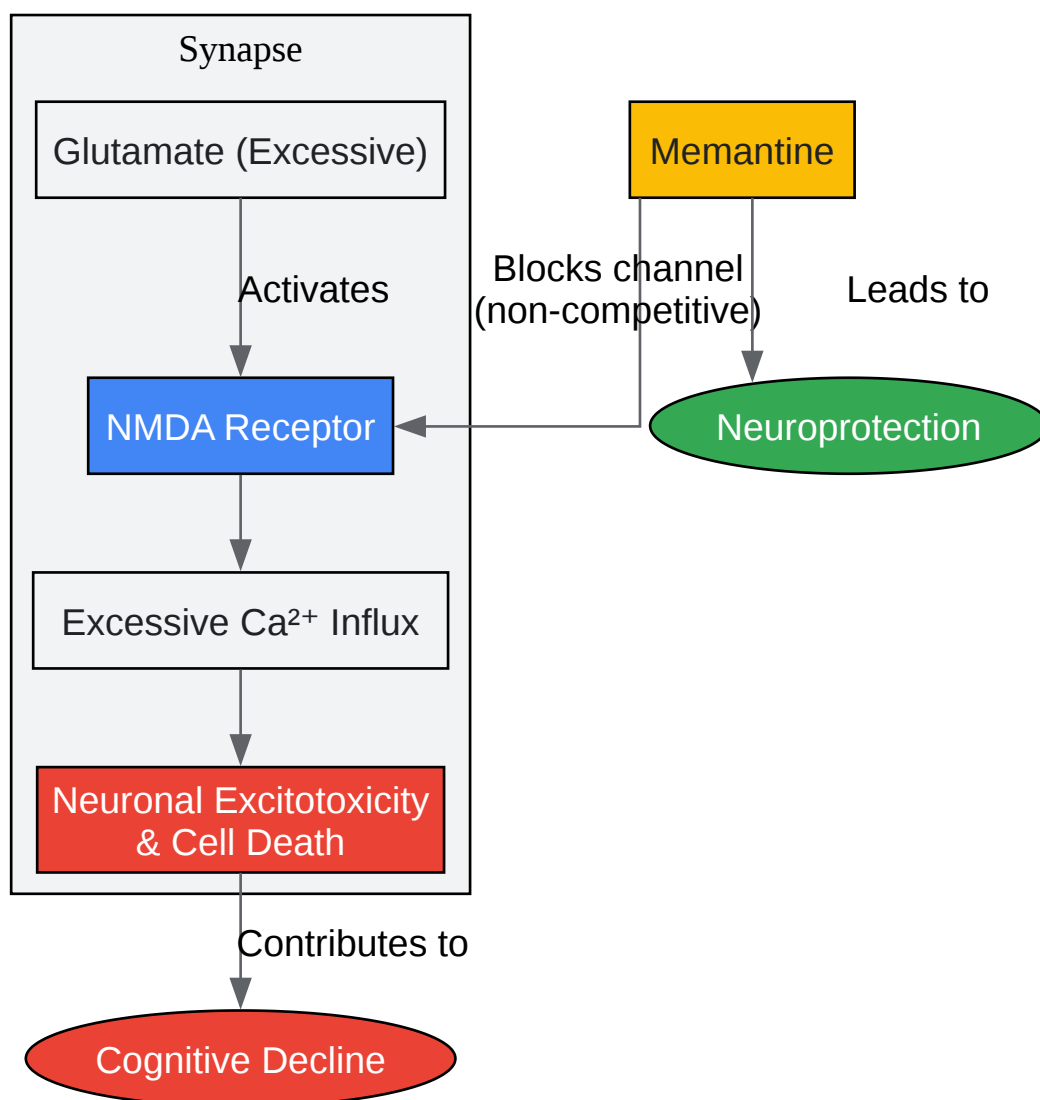 Synapse
Glutamate (Excessive)
Memantine
Activates
Blocks channel
(non-competitive)
Leads to
NMDA Receptor
Neuroprotection
Excessive Ca²⁺ Influx
Neuronal Excitotoxicity
& Cell Death
Contributes to
Cognitive Decline